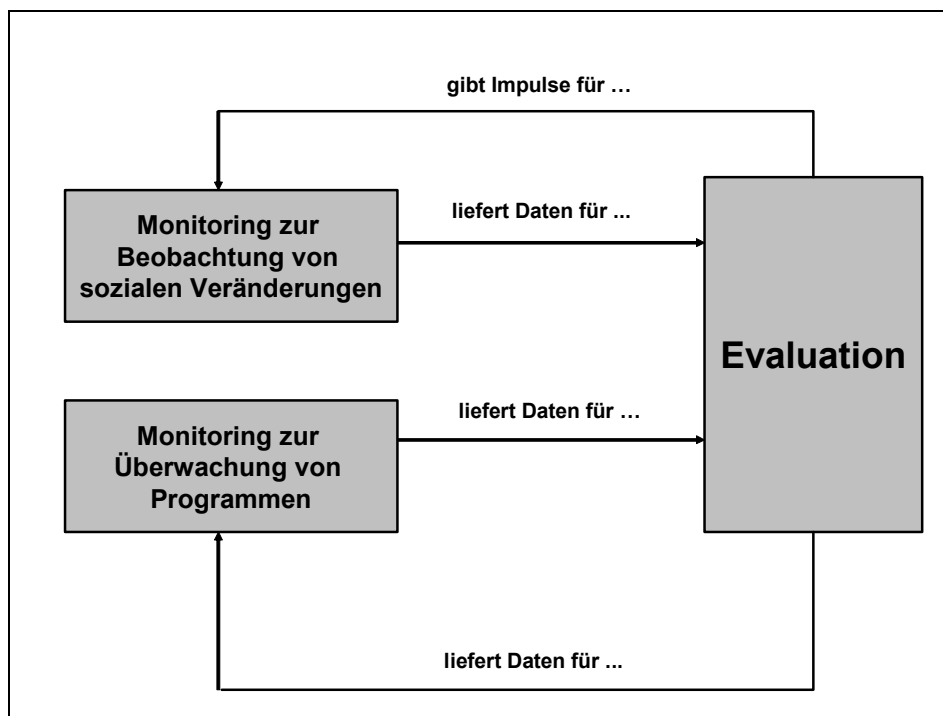 gibt Impulse für …
Monitoring zur
Beobachtung von
sozialen Veränderungen
liefert Daten für ...
Evaluation
Monitoring zur
Überwachung von
Programmen
liefert Daten für …
liefert Daten für ...